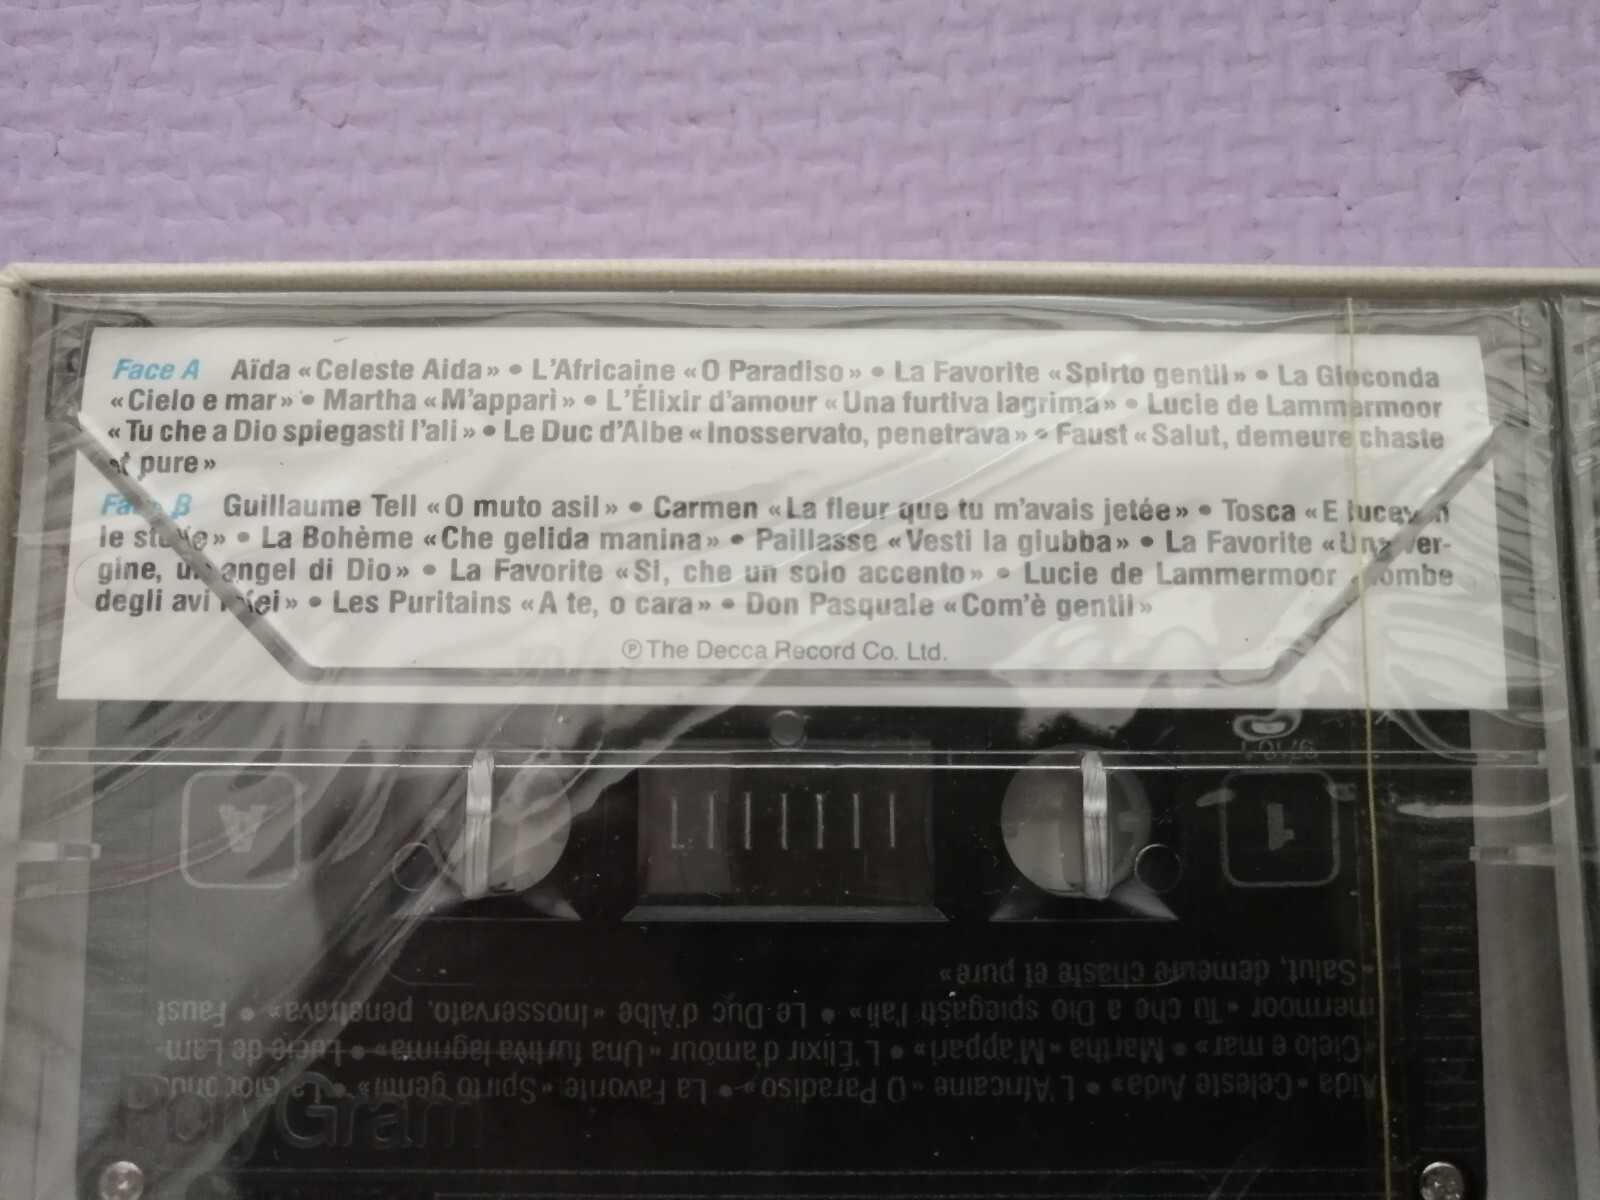 Face A Aïda «Celeste Aida» • L'Africaine «O Paradiso» • La Favorite «Spirto gentil» • La Gioconda
«Cielo e mar» • Martha «M'appari» • L'Élixir d'amour «Una furtiva lagrima» • Lucie de Lammermoor
«Tu che a Dio spiegasti l'ali» • Le Duc d'Albe «Inosservato, penetrava» • Faust «Salut, demeure chaste
et pure»
Face B Guillaume Tell «O muto asil» • Carmen «La fleur que tu m'avais jetée» • Tosca «E lucevan
le stelle» • La Bohème «Che gelida manina» • Paillasse «Vesti la giubba» • La Favorite «Una ver-
gine, un angel di Dio» • La Favorite «Si, che un solo accento» • Lucie de Lammermoor «Tombe
degli avi miei» • Les Puritains «A te, o cara» • Don Pasquale «Com'è gentil»
Ⓟ The Decca Record Co. Ltd.
A
1
Aïda «Celeste Aida» • L'Africaine «O Paradiso» • La Favorite «Spirto gentil» • La Gioconda
«Cielo e mar» • Martha «M'appari» • L'Élixir d'amour «Una furtiva lagrima» • Lucie de Lam-
mermoor «Tu che a Dio spiegasti l'ali» • Le Duc d'Albe «Inosservato, penetrava» • Faust
«Salut, demeure chaste et pure»
PolyGram